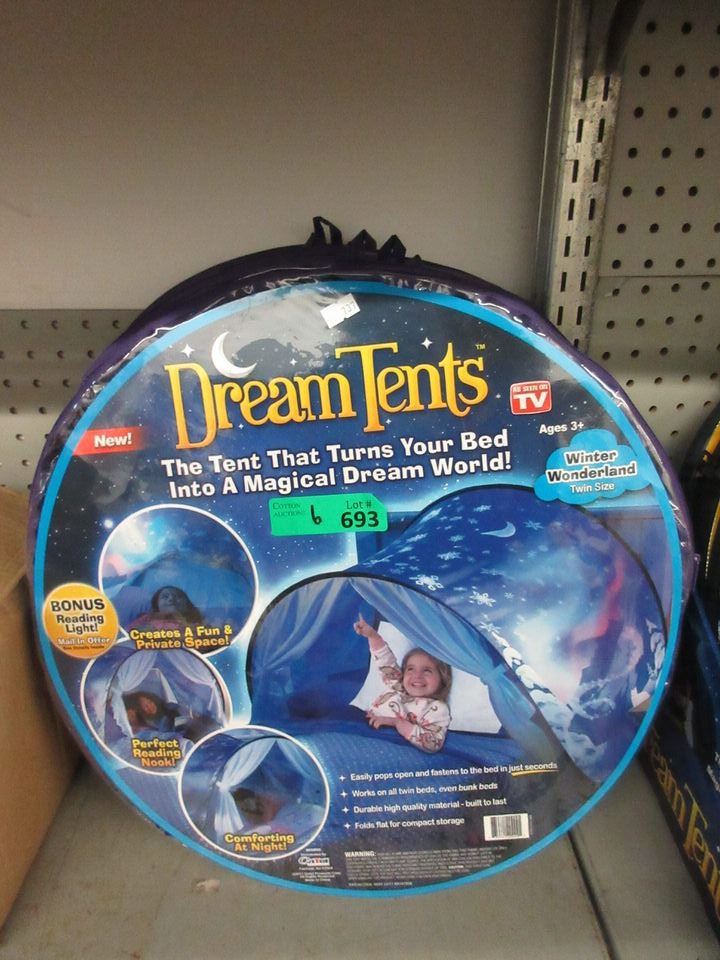 737
Dream Tents™
AS SEEN ON
TV
New!
Ages 3+
The Tent That Turns Your Bed
Into A Magical Dream World!
Winter
Wonderland
Twin Size
COTTON
AUCTIONS
6
Lot #
693
BONUS
Reading
Light!
Mail-In Offer
Creates A Fun &
Private Space!
Perfect
Reading
Nook!
Comforting
At Night!
Easily pops open and fastens to the bed in just seconds
Works on all twin beds, even bunk beds
Durable high quality material - built to last
Folds flat for compact storage
WARNING: